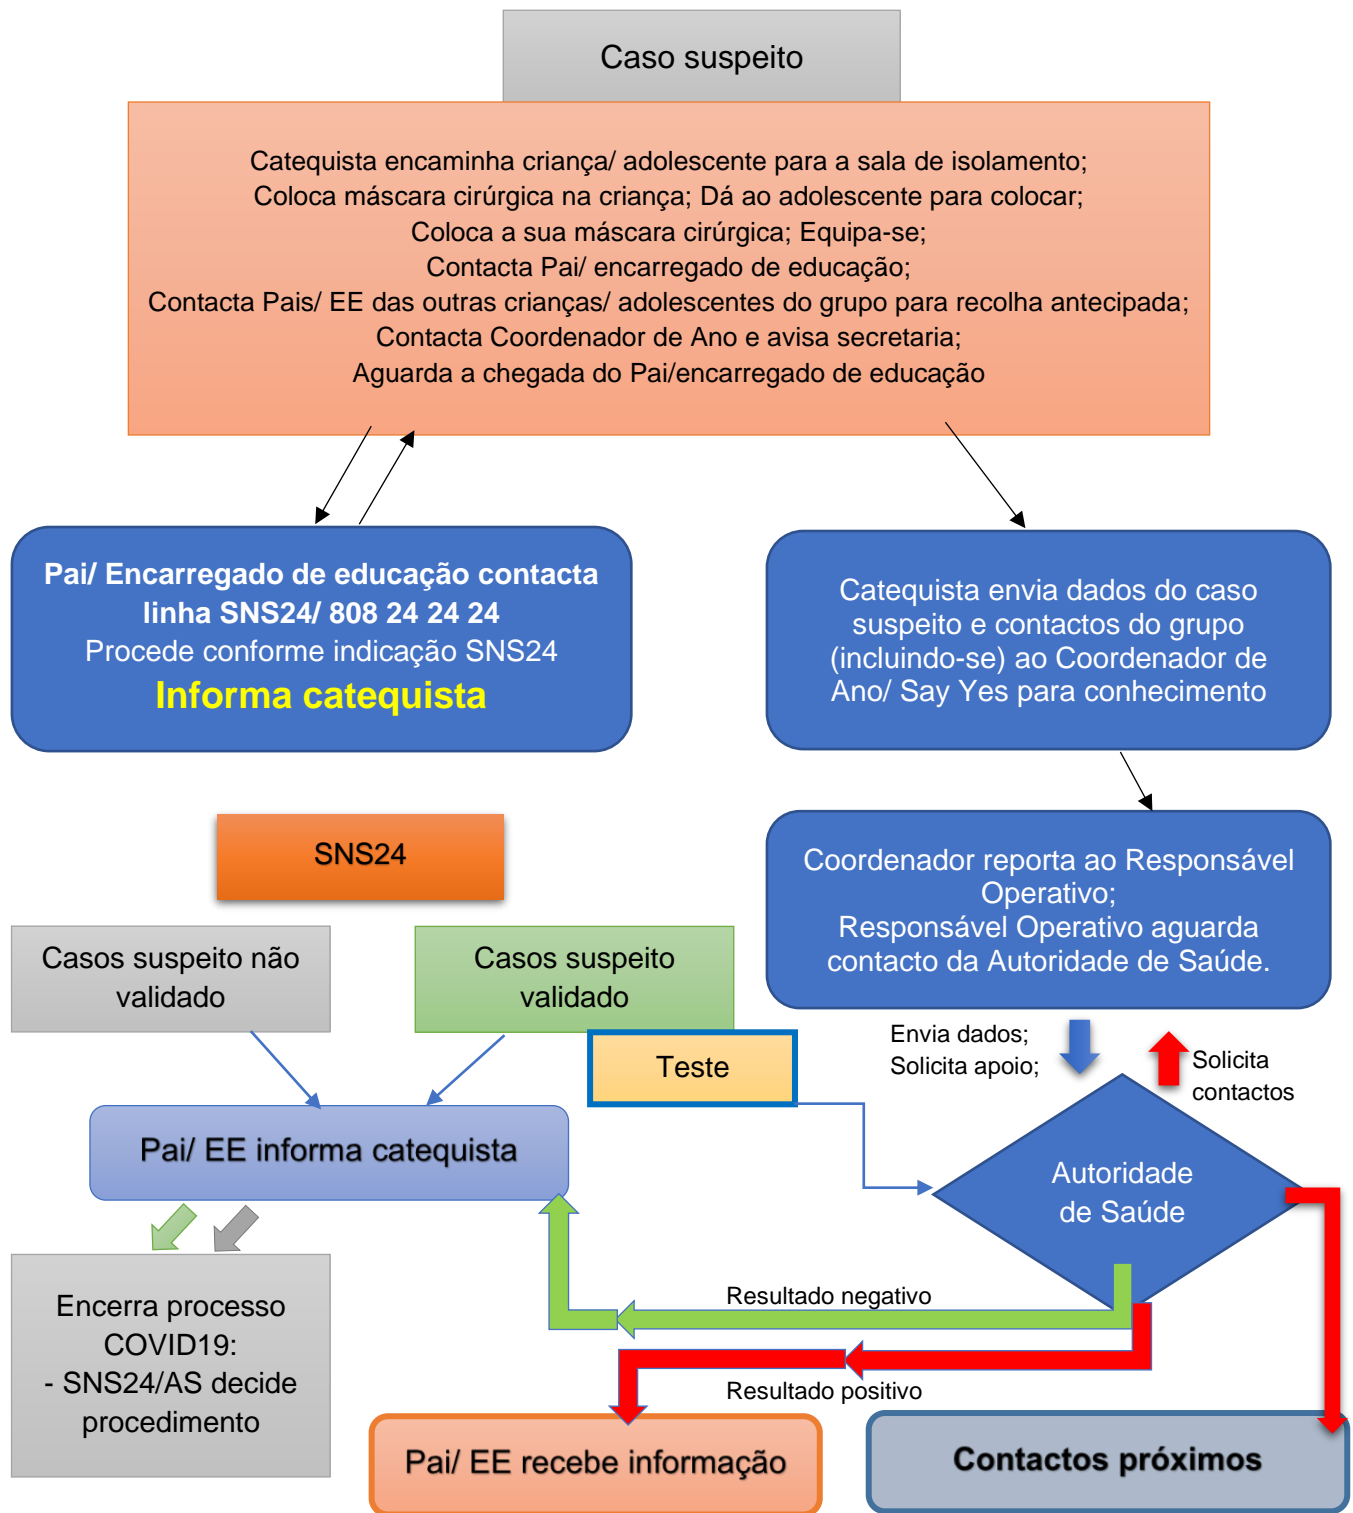 Caso suspeito
Catequista encaminha criança/ adolescente para a sala de isolamento;
Coloca máscara cirúrgica na criança; Dá ao adolescente para colocar;
Coloca a sua máscara cirúrgica; Equipa-se;
Contacta Pai/ encarregado de educação;
Contacta Pais/ EE das outras crianças/ adolescentes do grupo para recolha antecipada;
Contacta Coordenador de Ano e avisa secretaria;
Aguarda a chegada do Pai/encarregado de educação
Pai/ Encarregado de educação contacta
linha SNS24/ 808 24 24 24
Procede conforme indicação SNS24
Informa catequista
Catequista envia dados do caso
suspeito e contactos do grupo
(incluindo-se) ao Coordenador de
Ano/ Say Yes para conhecimento
SNS24
Coordenador reporta ao Responsável
Operativo;
Responsável Operativo aguarda
contacto da Autoridade de Saúde.
Casos suspeito não
validado
Casos suspeito
validado
Teste
Envia dados;
Solicita apoio;
Solicita
contactos
Pai/ EE informa catequista
Autoridade
de Saúde
Encerra processo
COVID19:
- SNS24/AS decide
procedimento
Resultado negativo
Resultado positivo
Pai/ EE recebe informação
Contactos próximos